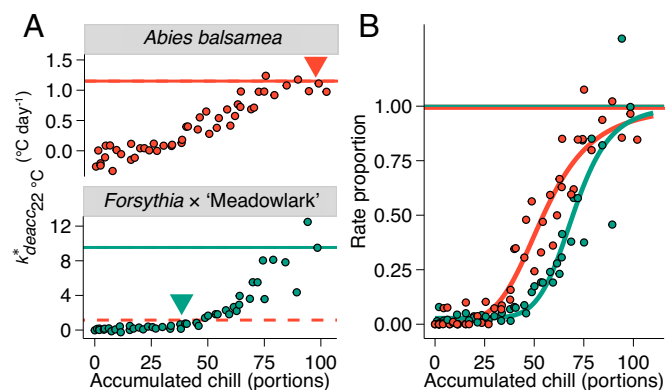 A
Abies balsamea
1.5
1.0
0.5
0.0
Forsythia × ‘Meadowlark’
12
8
4
0
k*deacc22 °C (°C day-1)
0 25 50 75 100
Accumulated chill (portions)
B
1.00
0.75
0.50
0.25
0.00
Rate proportion
0 25 50 75 100
Accumulated chill (portions)